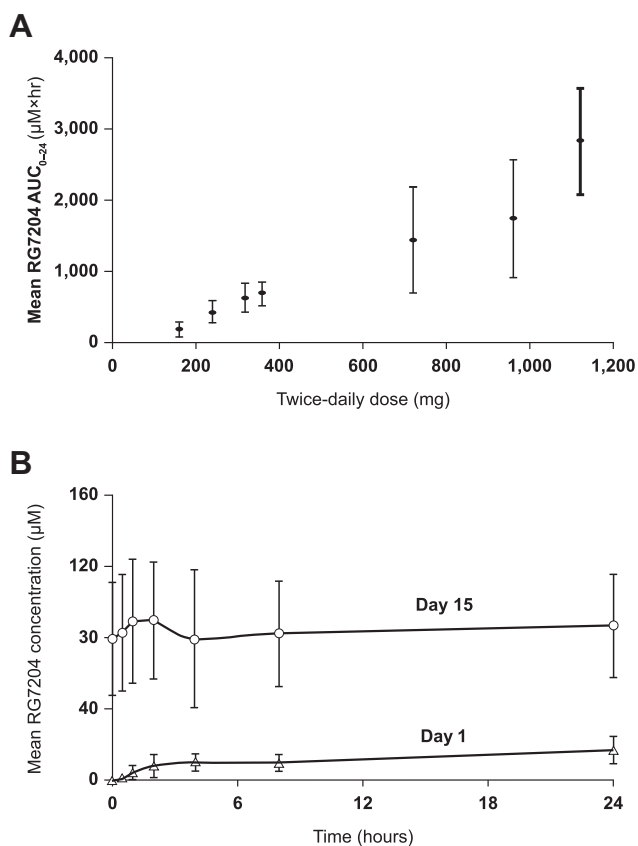 A
4,000
3,000
2,000
1,000
0
Mean RG7204 AUC0–24 (µM×hr)
0 200 400 600 800 1,000 1,200
Twice-daily dose (mg)
B
160
120
30
40
0
Mean RG7204 concentration (µM)
Day 15
Day 1
0 6 12 18 24
Time (hours)